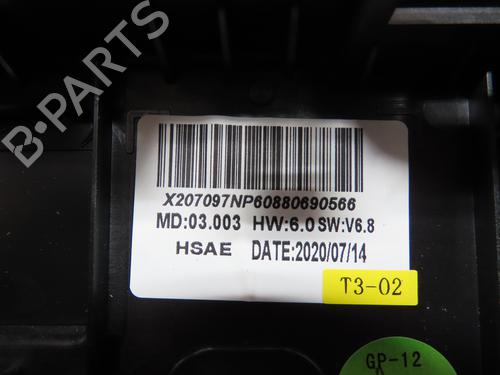 X207097NP60880690566
MD:03.003 HW:6.0 SW:V6.8
HSAE DATE:2020/07/14
T3-02
GP-12
B-PARTS